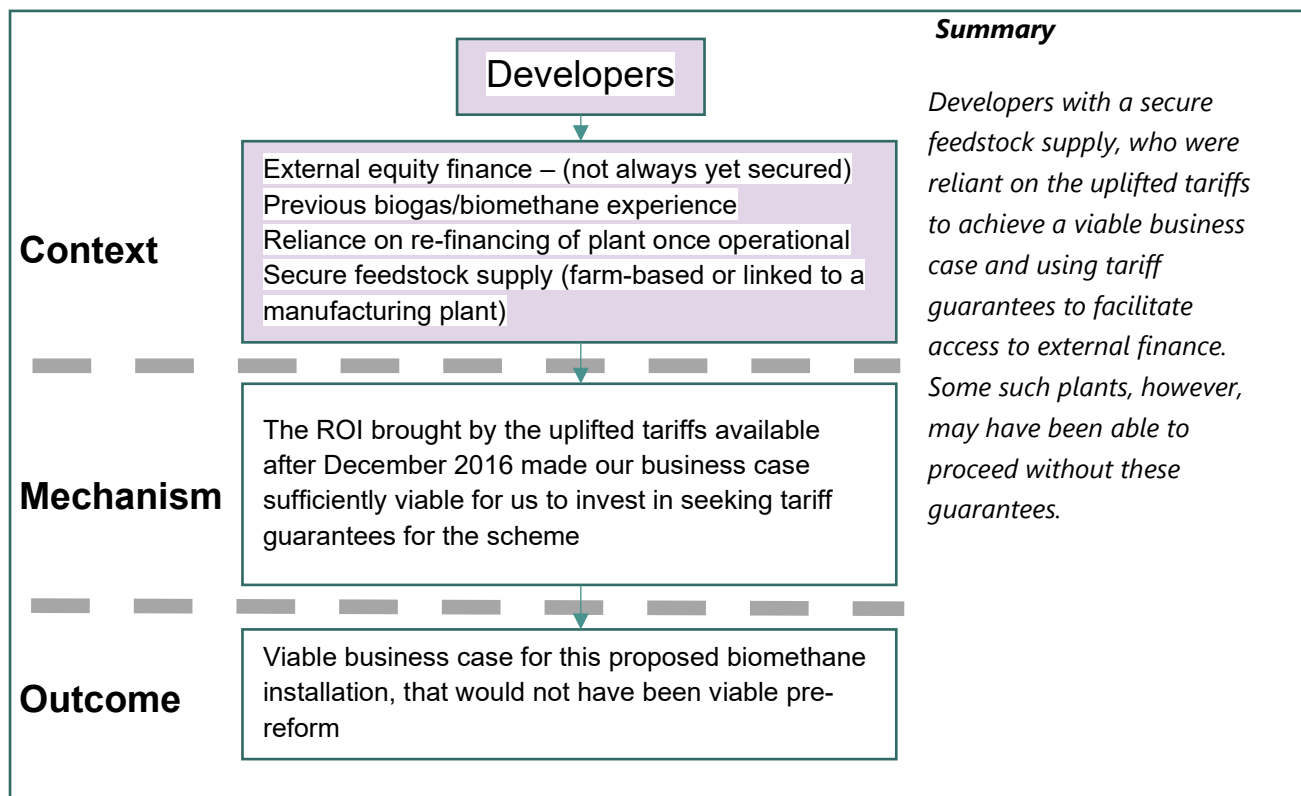 Developers
Context
External equity finance – (not always yet secured)
Previous biogas/biomethane experience
Reliance on re-financing of plant once operational
Secure feedstock supply (farm-based or linked to a
manufacturing plant)
Mechanism
The ROI brought by the uplifted tariffs available
after December 2016 made our business case
sufficiently viable for us to invest in seeking tariff
guarantees for the scheme
Outcome
Viable business case for this proposed biomethane
installation, that would not have been viable pre-
reform
Summary
Developers with a secure
feedstock supply, who were
reliant on the uplifted tariffs
to achieve a viable business
case and using tariff
guarantees to facilitate
access to external finance.
Some such plants, however,
may have been able to
proceed without these
guarantees.